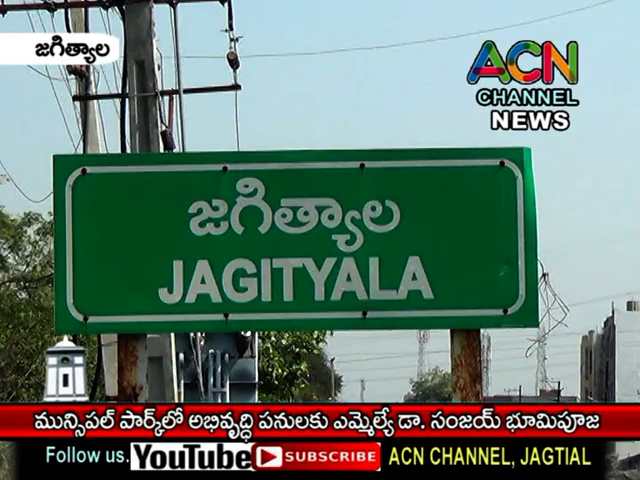 జగిత్యాల
ACN
CHANNEL
NEWS
జగిత్యాల
JAGITYALA
మున్సిపల్ పార్క్‌లో అభివృద్ధి పనులకు ఎమ్మెల్యే డా. సంజయ్ భూమిపూజ
Follow us. YouTube SUBSCRIBE ACN CHANNEL, JAGTIAL